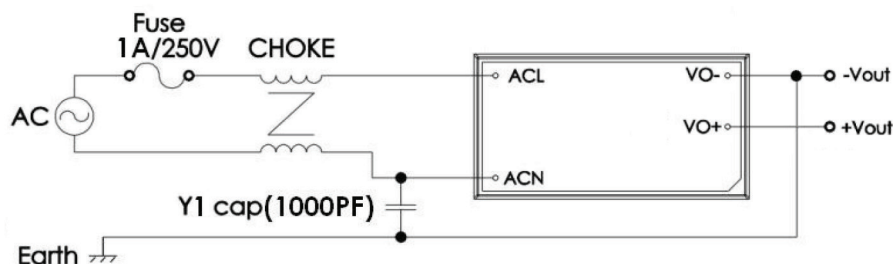 Fuse
1A/250V
CHOKE
ACL
VO-
-Vout
AC
VO+
+Vout
ACN
Y1 cap(1000PF)
Earth